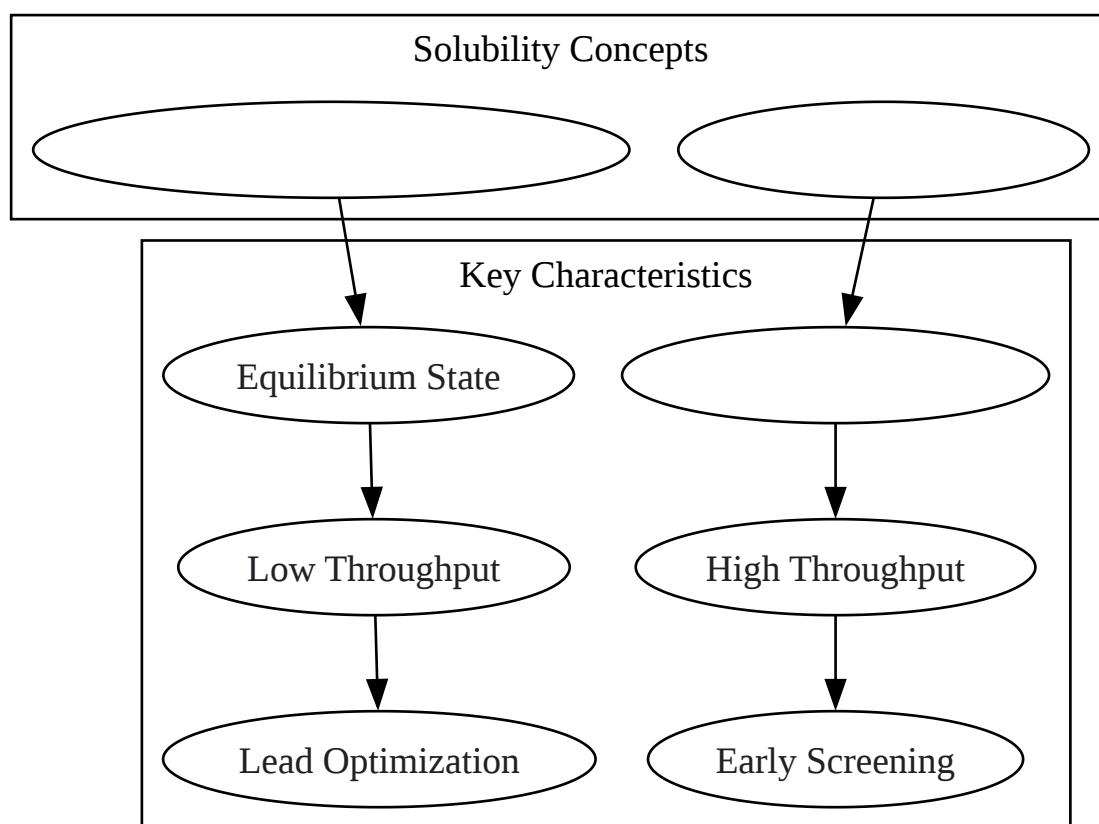 Solubility Concepts
Key Characteristics
Equilibrium State
Low Throughput
High Throughput
Lead Optimization
Early Screening